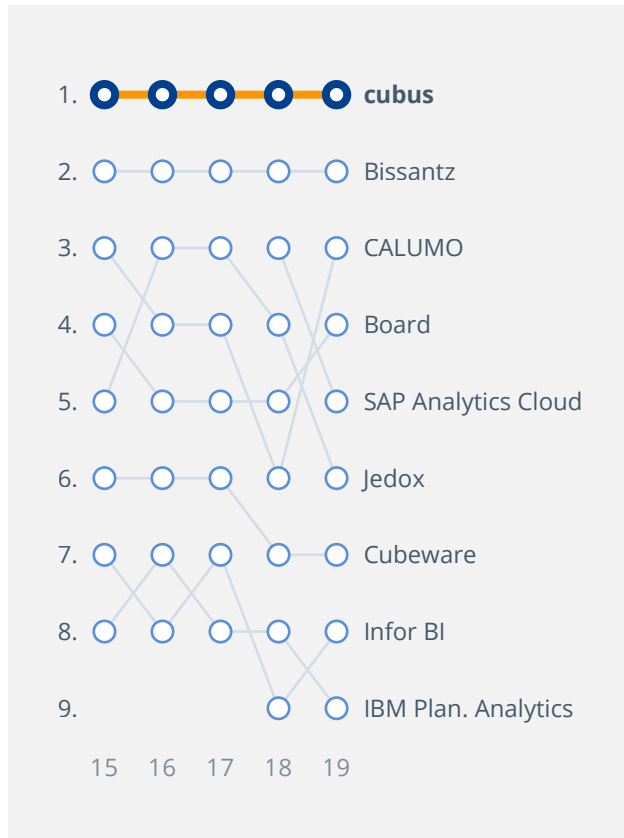 1. cubus
2. Bissantz
3. CALUMO
4. Board
5. SAP Analytics Cloud
6. Jedox
7. Cubeware
8. Infor BI
9. IBM Plan. Analytics
15 16 17 18 19